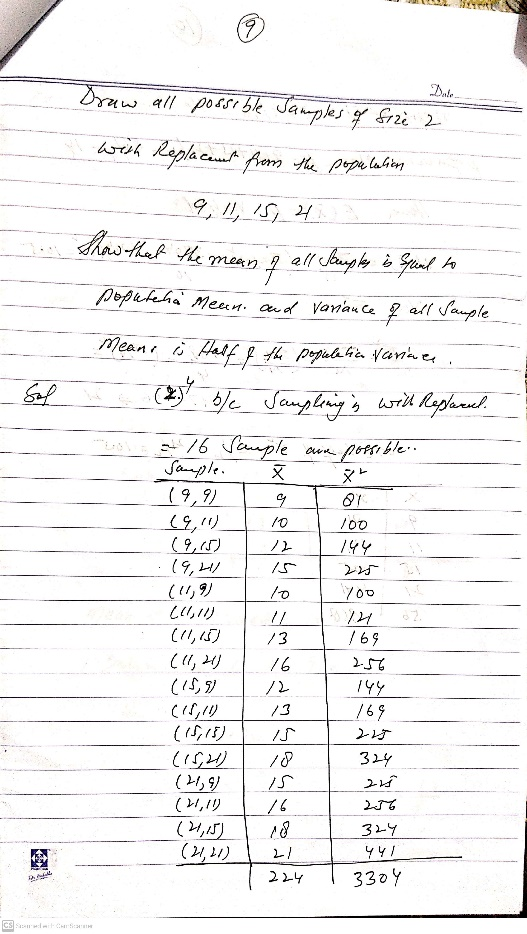 9
Date
Draw all possible Samples of Size 2
with Replacement from the population
9, 11, 15, 21
Show that the mean of all Samples is Equal to
population Mean. and variance of all Sample
Means is Half of the population variance.
Sol (2)⁴ b/c Sampling is with Replacement.
= 16 Sample are possible.
Sample. X̄ X̄²
(9,9) 9 81
(9,11) 10 100
(9,15) 12 144
(9,21) 15 225
(11,9) 10 100
(11,11) 11 121
(11,15) 13 169
(11,21) 16 256
(15,9) 12 144
(15,11) 13 169
(15,15) 15 225
(15,21) 18 324
(21,9) 15 225
(21,11) 16 256
(21,15) 18 324
(21,21) 21 441
224 3304
CS Scanned with CamScanner